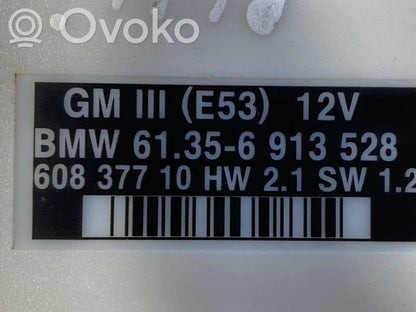 Ovoko
GM III (E53) 12V
BMW 61.35-6 913 528
608 377 10 HW 2.1 SW 1.2